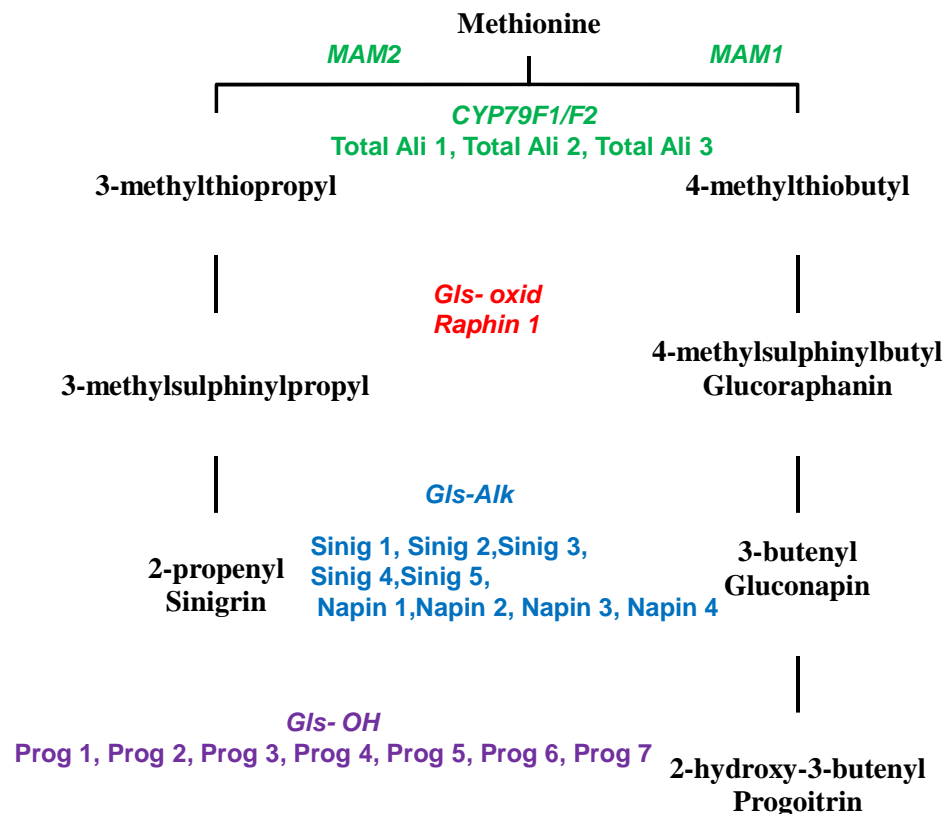 Methionine
MAM2
MAM1
CYP79F1/F2
Total Ali 1, Total Ali 2, Total Ali 3
3-methylthiopropyl
4-methylthiobutyl
Gls- oxid
Raphin 1
3-methylsulphinylpropyl
4-methylsulphinylbutyl
Glucoraphanin
Gls-Alk
2-propenyl
Sinigrin
Sinig 1, Sinig 2,Sinig 3,
Sinig 4,Sinig 5,
Napin 1,Napin 2, Napin 3, Napin 4
3-butenyl
Gluconapin
Gls- OH
Prog 1, Prog 2, Prog 3, Prog 4, Prog 5, Prog 6, Prog 7
2-hydroxy-3-butenyl
Progoitrin